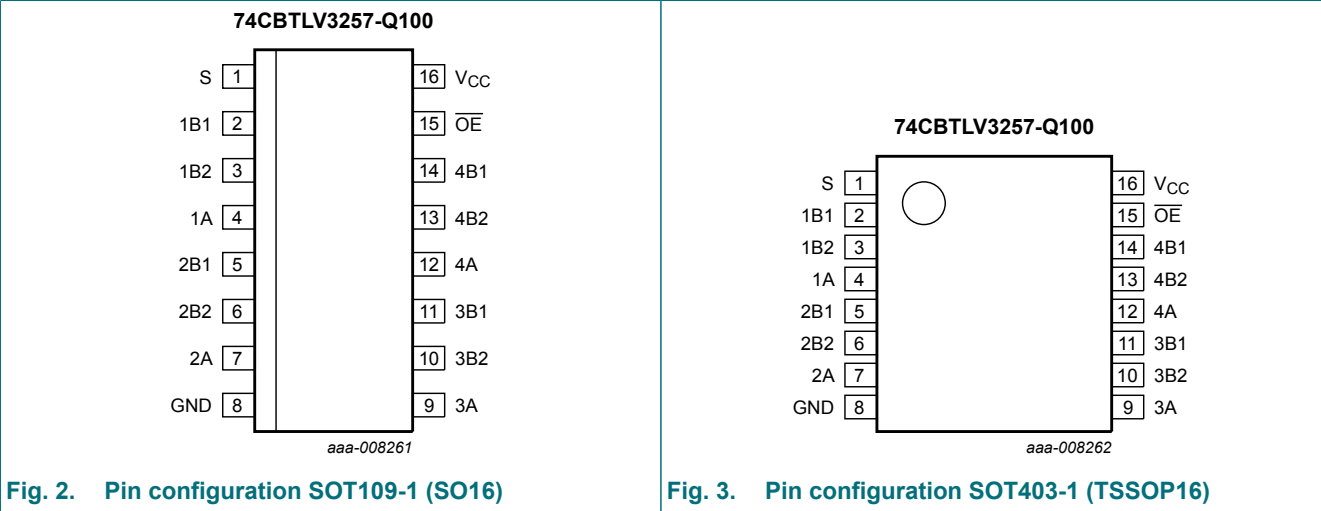 74CBTLV3257-Q100
S 1 16 VCC
1B1 2 15 OE
1B2 3 14 4B1
1A 4 13 4B2
2B1 5 12 4A
2B2 6 11 3B1
2A 7 10 3B2
GND 8 9 3A
aaa-008261
Fig. 2. Pin configuration SOT109-1 (SO16)
74CBTLV3257-Q100
S 1 16 VCC
1B1 2 15 OE
1B2 3 14 4B1
1A 4 13 4B2
2B1 5 12 4A
2B2 6 11 3B1
2A 7 10 3B2
GND 8 9 3A
aaa-008262
Fig. 3. Pin configuration SOT403-1 (TSSOP16)